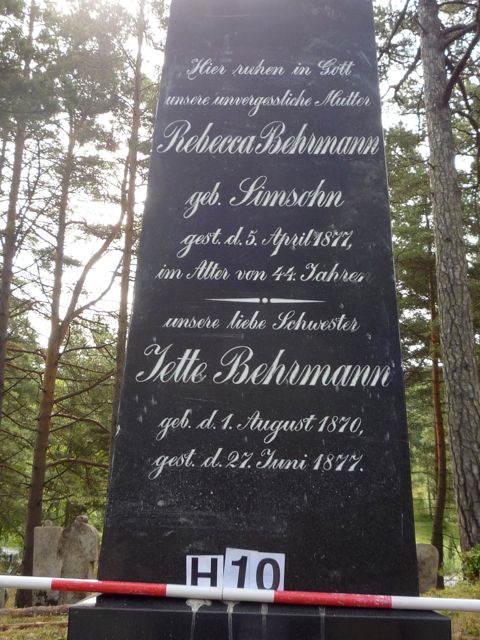 Hier ruhen in Gott
unsere unvergessliche Mutter
Rebecca Behrmann
geb. Simsohn
gest. d. 5. April 1877,
im Alter von 44. Jahren
unsere liebe Schwester
Jette Behrmann
geb. d. 1. August 1870,
gest. d. 27. Juni 1877.
H 10